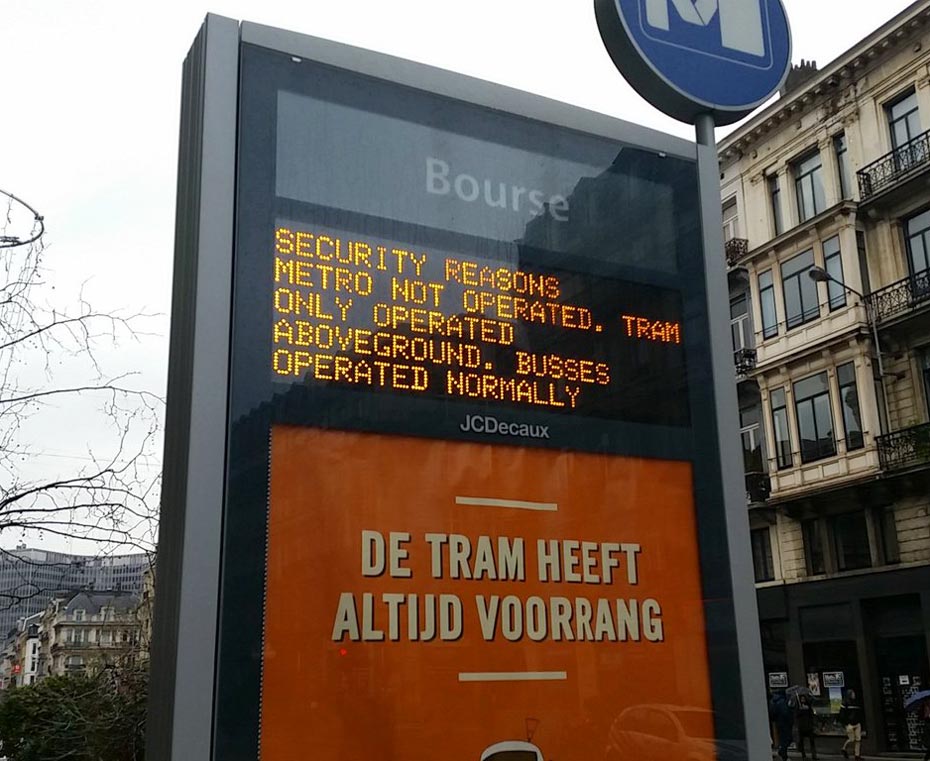 M
Bourse
SECURITY REASONS
METRO NOT OPERATED. TRAM
ONLY OPERATED
ABOVEGROUND. BUSSES
OPERATED NORMALLY
JCDecaux
DE TRAM HEEFT
ALTIJD VOORRANG